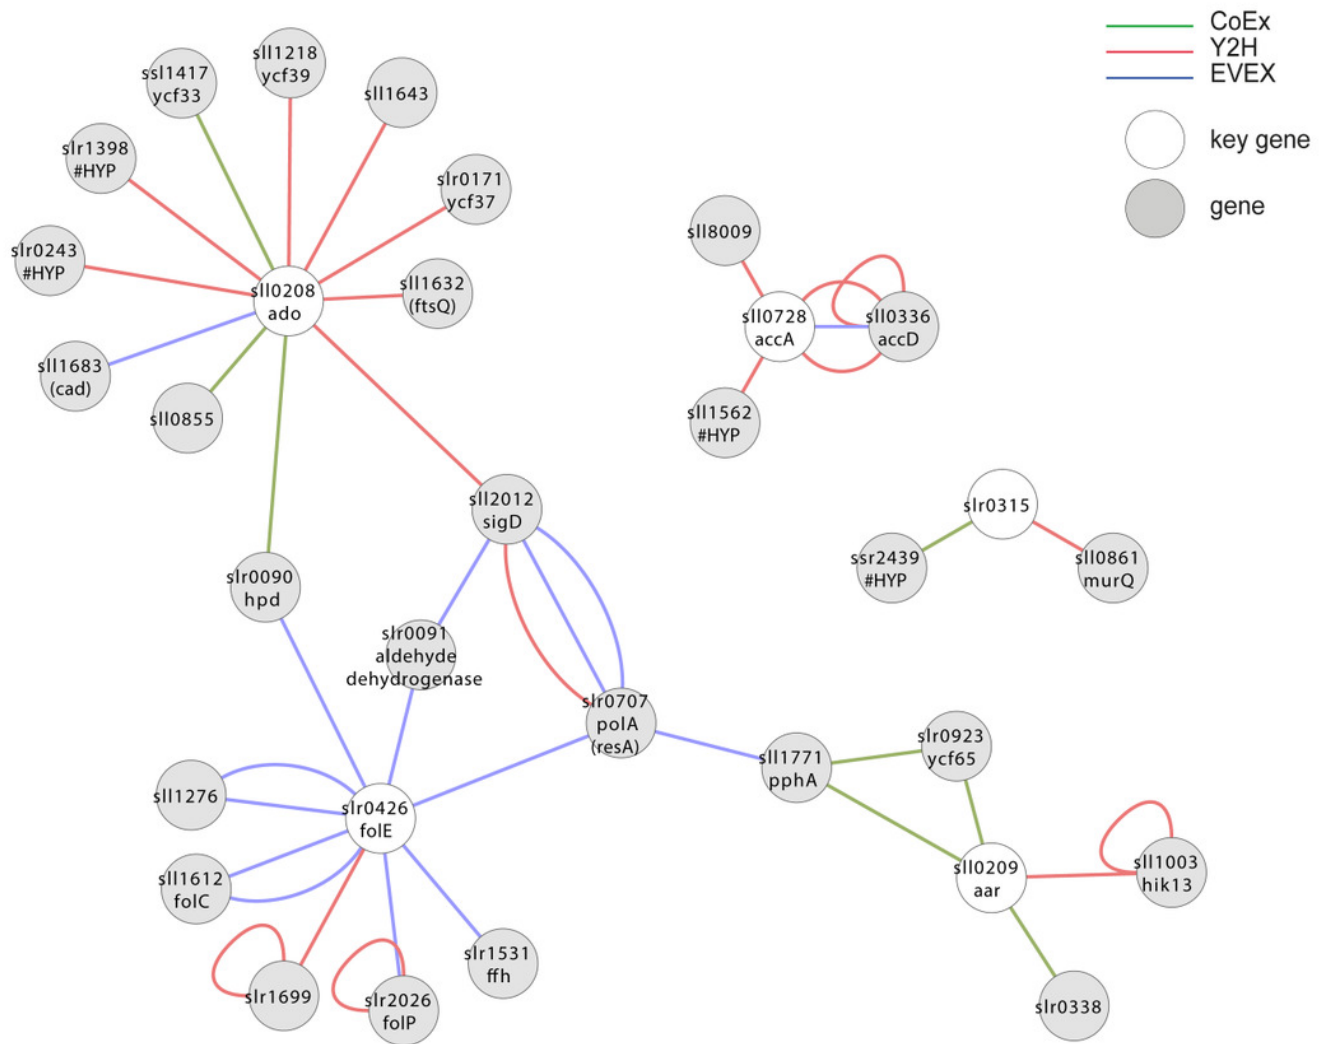 CoEx
Y2H
EVEX
key gene
gene
sll1218
ycf39
ssl1417
ycf33
sll1643
slr1398
#HYP
slr0171
ycf37
slr0243
#HYP
sll0208
ado
sll1632
(ftsQ)
sll1683
(cad)
sll0855
sll8009
sll0728
accA
sll0336
accD
sll1562
#HYP
sll2012
sigD
slr0315
ssr2439
#HYP
sll0861
murQ
slr0090
hpd
slr0091
aldehyde
dehydrogenase
slr0707
polA
(resA)
sll1771
pphA
slr0923
ycf65
sll1276
slr0426
folE
sll1612
folC
sll0209
aar
sll1003
hik13
slr1531
ffh
slr1699
slr2026
folP
slr0338